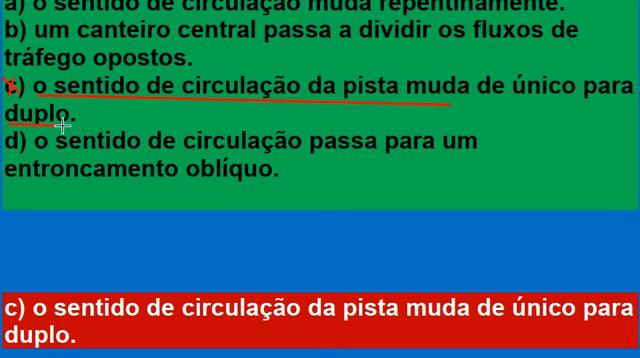 a) o sentido de circulação muda repentinamente.
b) um canteiro central passa a dividir os fluxos de
tráfego opostos.
c) o sentido de circulação da pista muda de único para
duplo.
d) o sentido de circulação passa para um
entroncamento oblíquo.
c) o sentido de circulação da pista muda de único para
duplo.